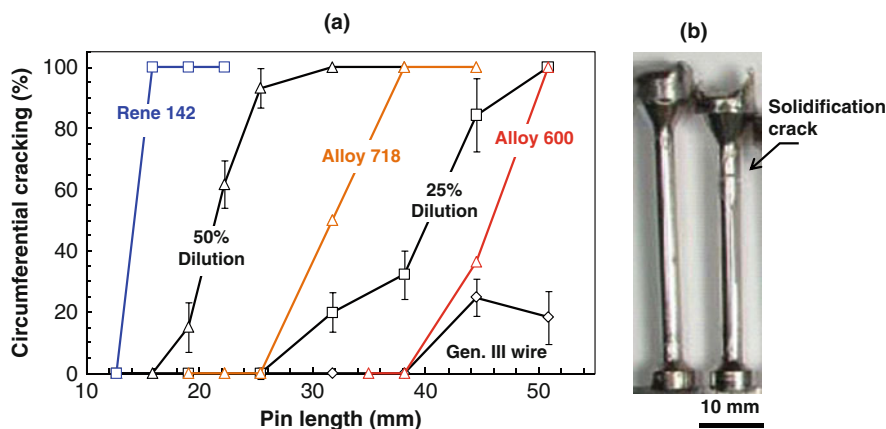 (a)
(b)
Circumferential cracking (%)
100
80
60
40
20
0
Rene 142
50%
Dilution
Alloy 718
25%
Dilution
Alloy 600
Gen. III wire
10
20
30
40
50
Pin length (mm)
Solidification
crack
10 mm